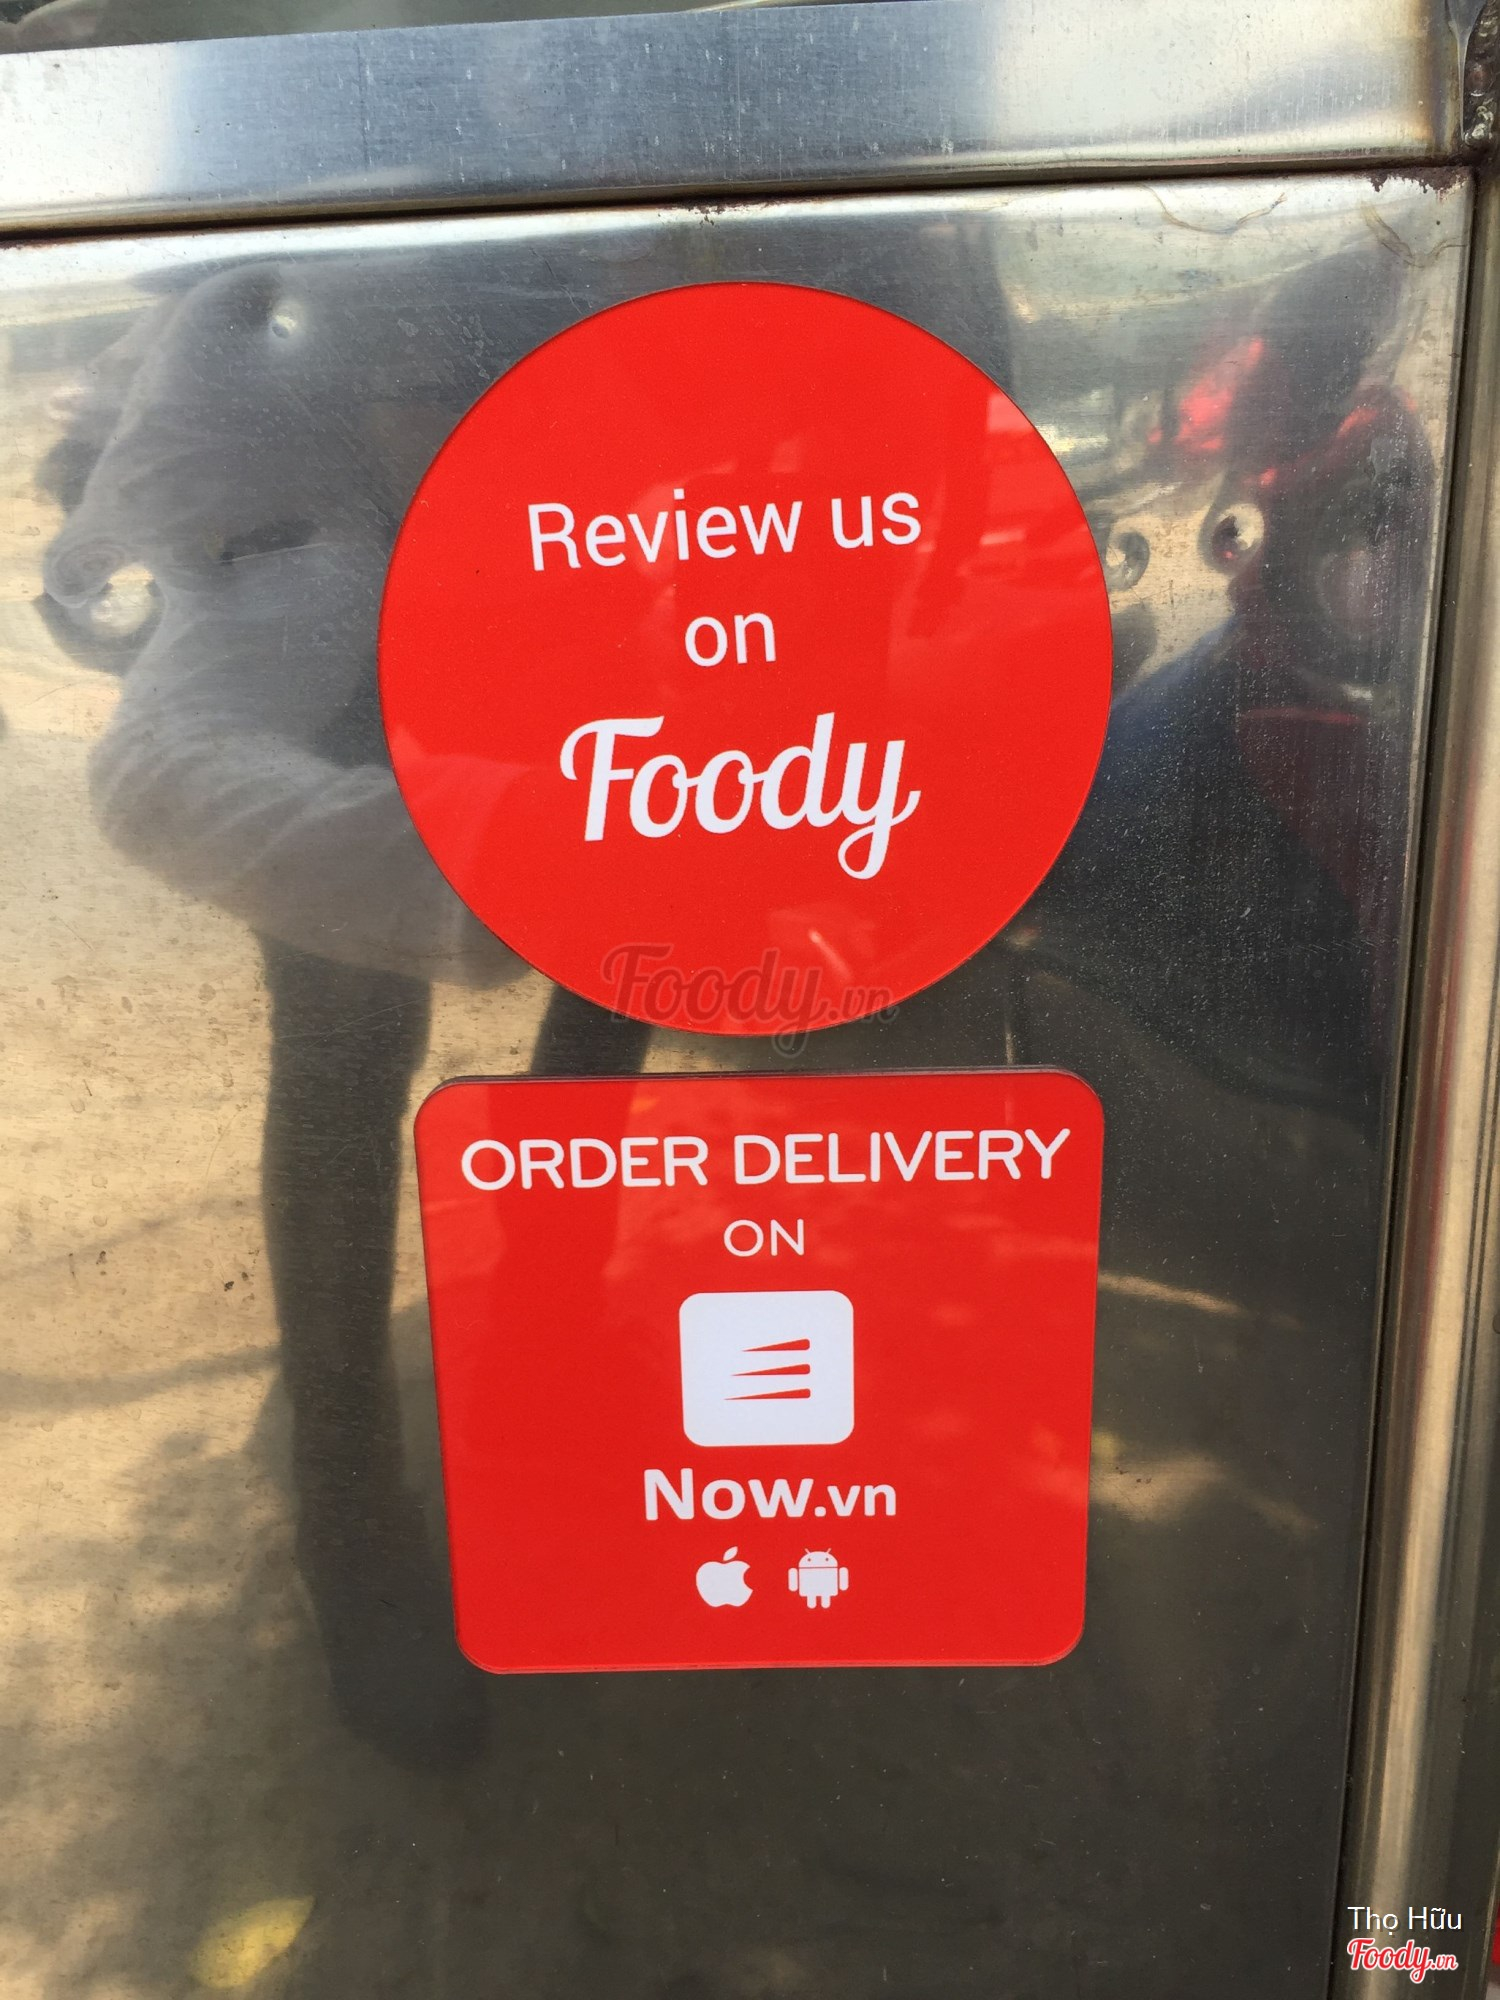 Review us
on
Foody
Foody.vn
ORDER DELIVERY
ON
Now.vn
Thọ Hữu
Foody.vn